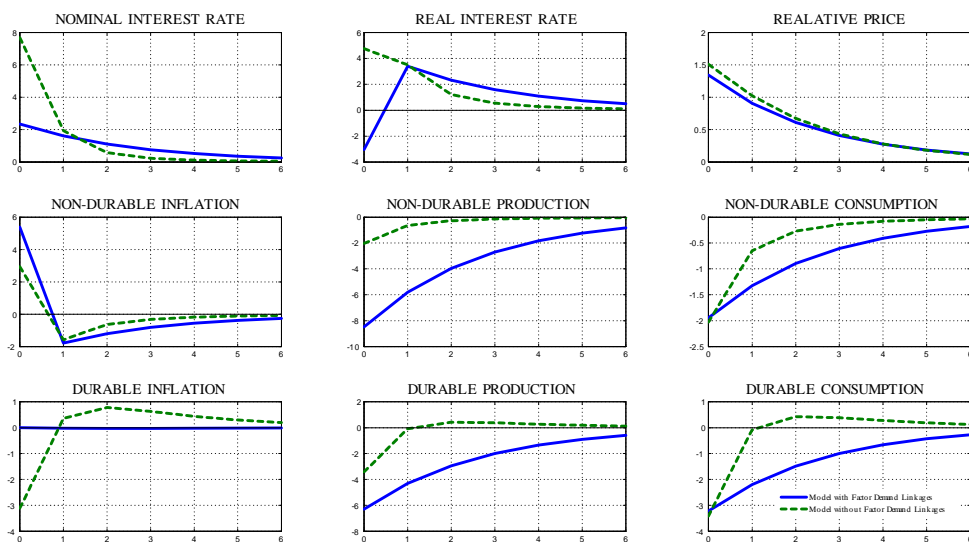 NOMINAL INTEREST RATE
8
6
4
2
0
0 1 2 3 4 5 6
REAL INTEREST RATE
6
4
2
0
-2
-4
0 1 2 3 4 5 6
REALATIVE PRICE
2
1.5
1
0.5
0
0 1 2 3 4 5 6
NON-DURABLE INFLATION
6
4
2
0
-2
0 1 2 3 4 5 6
NON-DURABLE PRODUCTION
0
-2
-4
-6
-8
-10
0 1 2 3 4 5 6
NON-DURABLE CONSUMPTION
0
-0.5
-1
-1.5
-2
-2.5
0 1 2 3 4 5 6
DURABLE INFLATION
1
0
-1
-2
-3
-4
0 1 2 3 4 5 6
DURABLE PRODUCTION
2
0
-2
-4
-6
-8
0 1 2 3 4 5 6
DURABLE CONSUMPTION
1
0
-1
-2
-3
-4
0 1 2 3 4 5 6
Model with Factor Demand Linkages
Model without Factor Demand Linkages